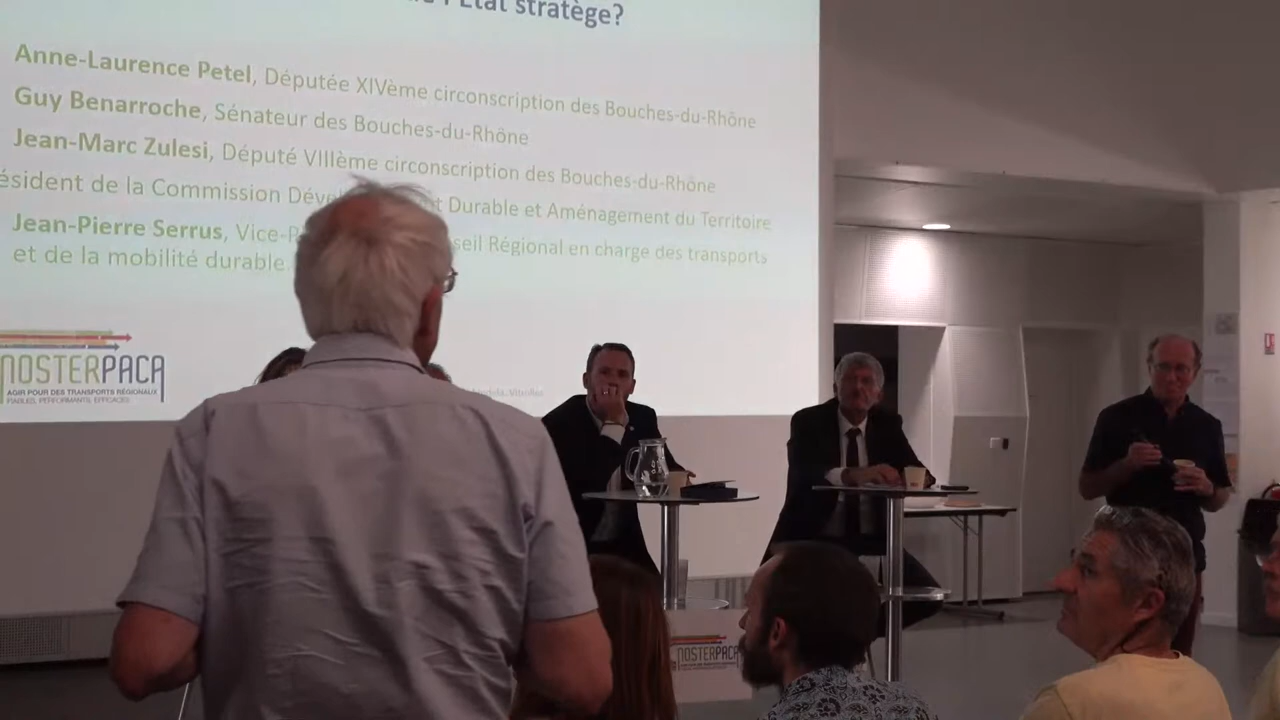 l'État stratège?
Anne-Laurence Petel, Députée XIVème circonscription des Bouches-du-Rhône
Guy Benarroche, Sénateur des Bouches-du-Rhône
Jean-Marc Zulesi, Député VIIIème circonscription des Bouches-du-Rhône
ésident de la Commission Déve t Durable et Aménagement du Territoire
Jean-Pierre Serrus, Vice-P seil Régional en charge des transports
et de la mobilité durable
NOSTERPACA
AGIR POUR DES TRANSPORTS RÉGIONAUX
FIABLES, PERFORMANTS, EFFICACES
NOSTERPACA